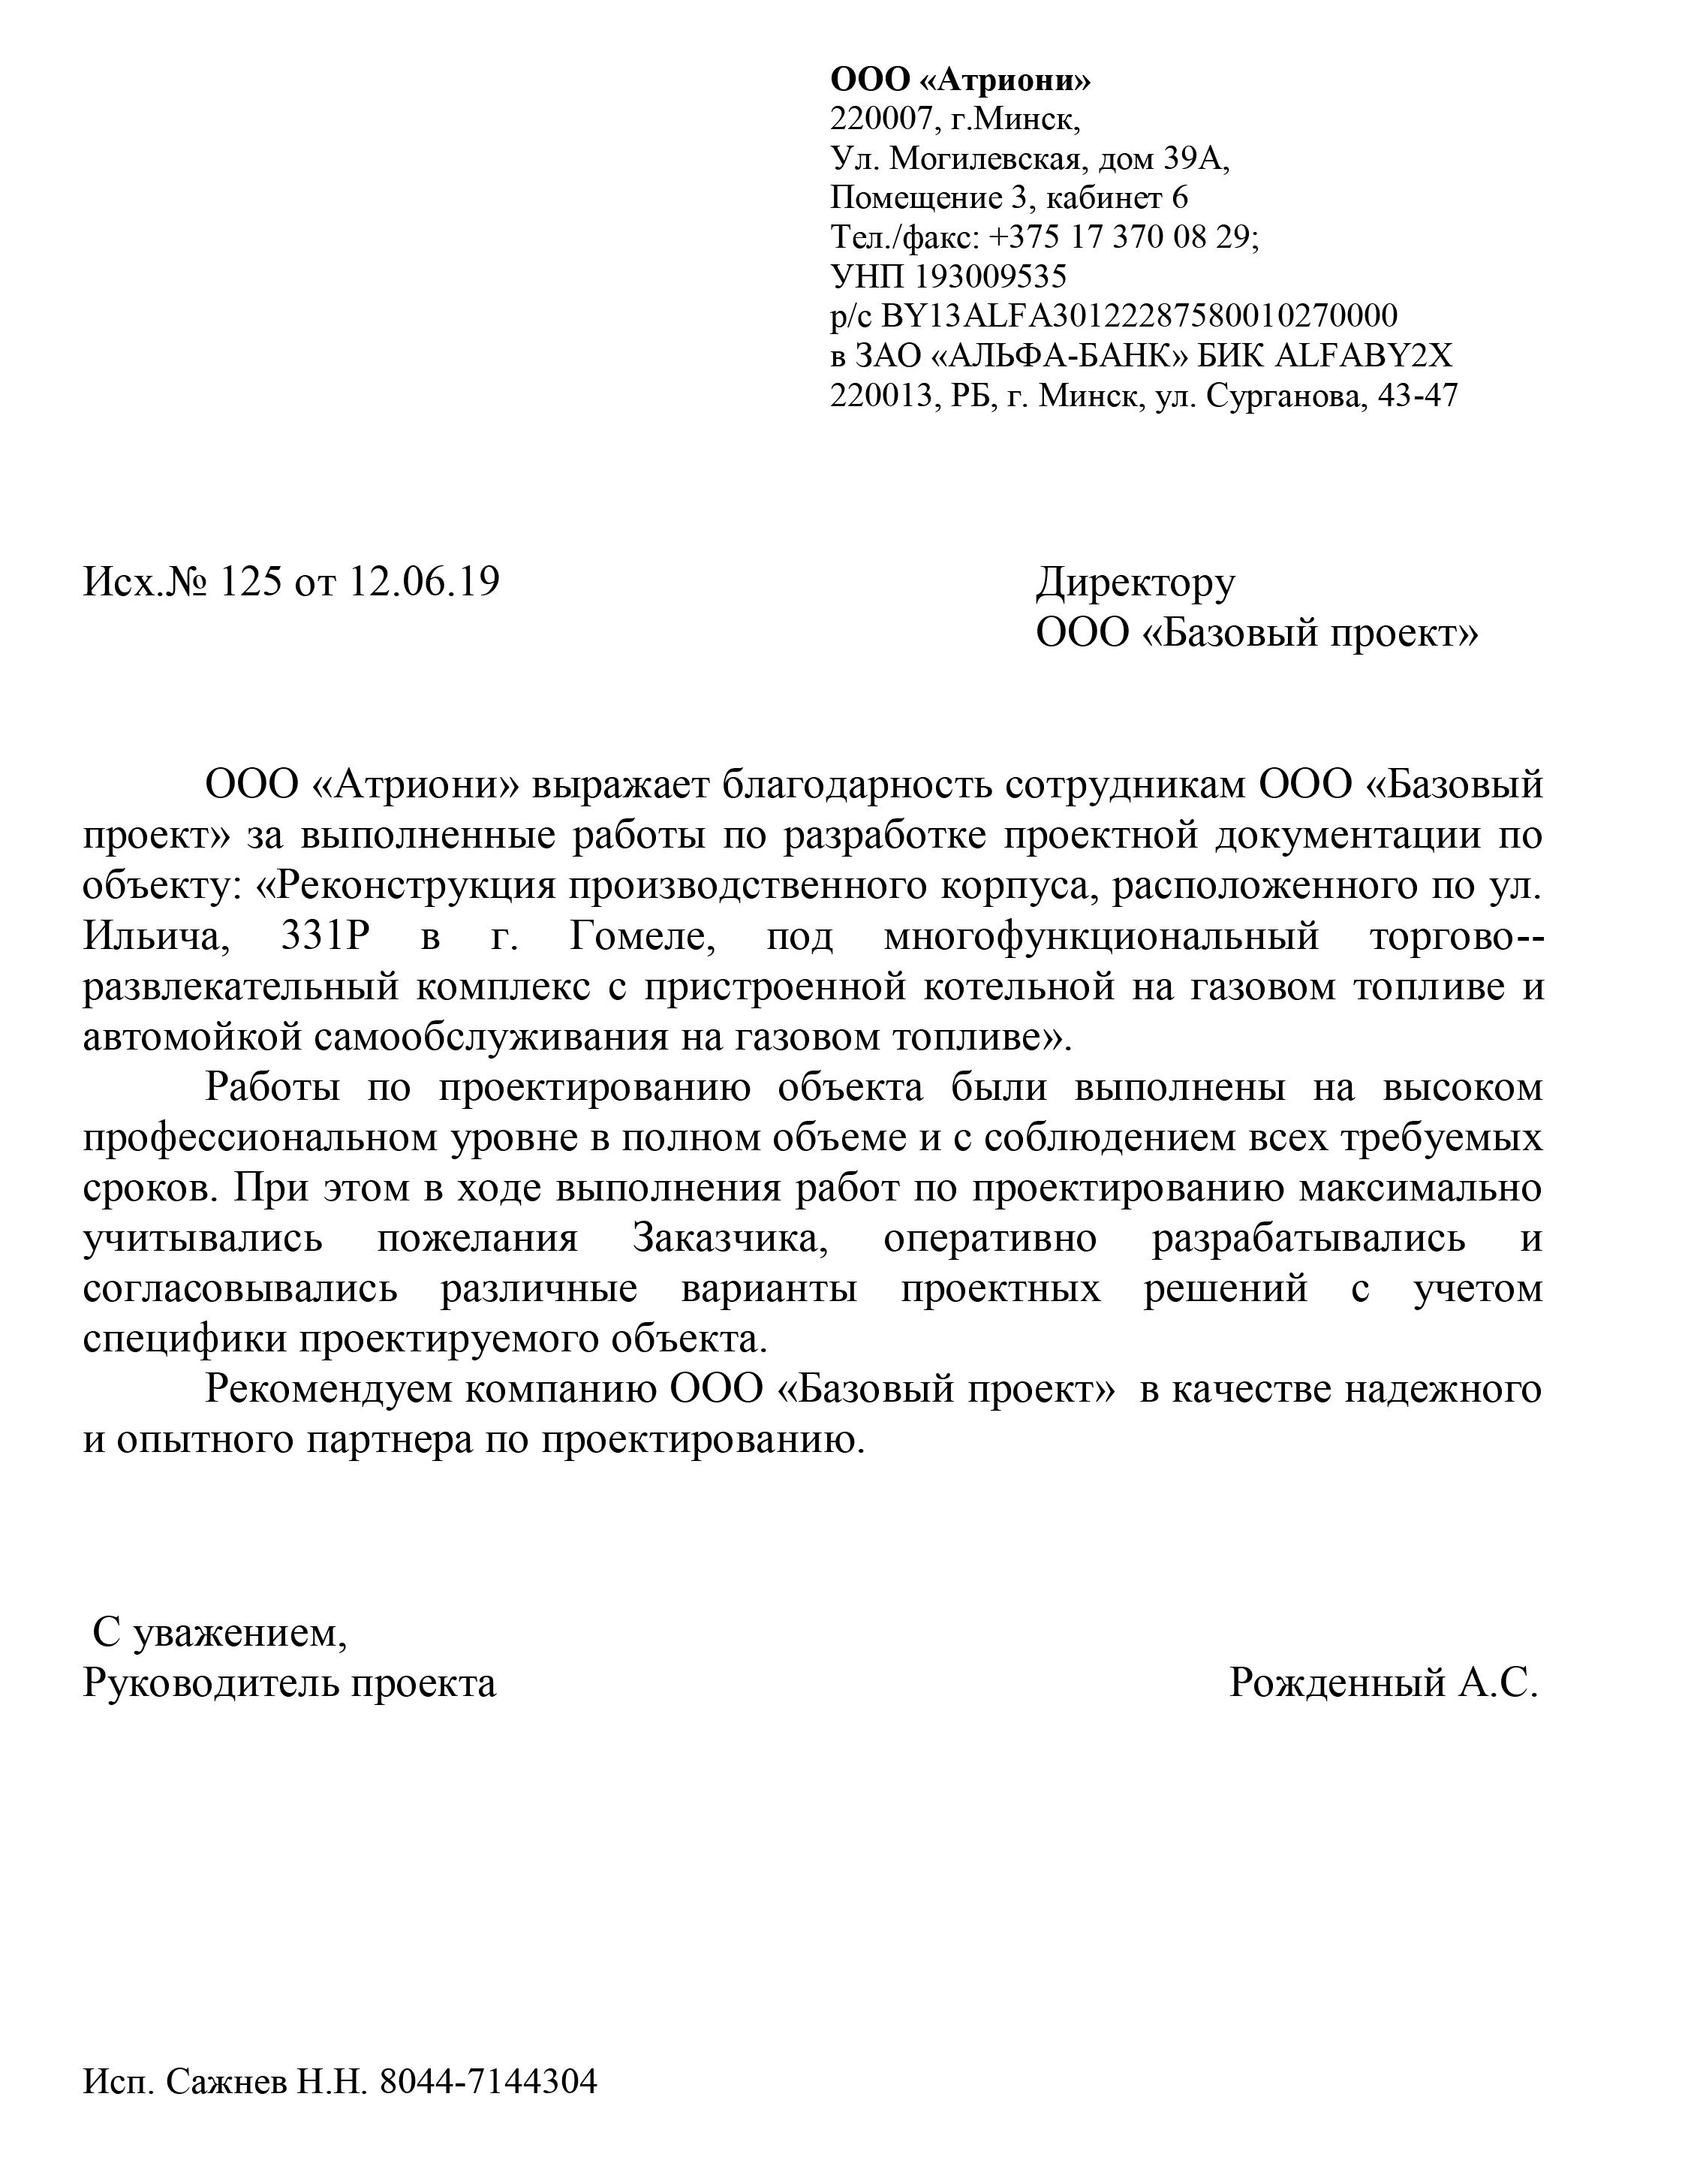 ООО «Атриони»
220007, г.Минск,
Ул. Могилевская, дом 39А,
Помещение 3, кабинет 6
Тел./факс: +375 17 370 08 29;
УНП 193009535
р/с BY13ALFA30122287580010270000
в ЗАО «АЛЬФА-БАНК» БИК ALFABY2X
220013, РБ, г. Минск, ул. Сурганова, 43-47
Исх.№ 125 от 12.06.19
Директору
ООО «Базовый проект»
ООО «Атриони» выражает благодарность сотрудникам ООО «Базовый
проект» за выполненные работы по разработке проектной документации по
объекту: «Реконструкция производственного корпуса, расположенного по ул.
Ильича, 331Р в г. Гомеле, под многофункциональный торгово--
развлекательный комплекс с пристроенной котельной на газовом топливе и
автомойкой самообслуживания на газовом топливе».
Работы по проектированию объекта были выполнены на высоком
профессиональном уровне в полном объеме и с соблюдением всех требуемых
сроков. При этом в ходе выполнения работ по проектированию максимально
учитывались пожелания Заказчика, оперативно разрабатывались и
согласовывались различные варианты проектных решений с учетом
специфики проектируемого объекта.
Рекомендуем компанию ООО «Базовый проект» в качестве надежного
и опытного партнера по проектированию.
С уважением,
Руководитель проекта Рожденный А.С.
Исп. Сажнев Н.Н. 8044-7144304